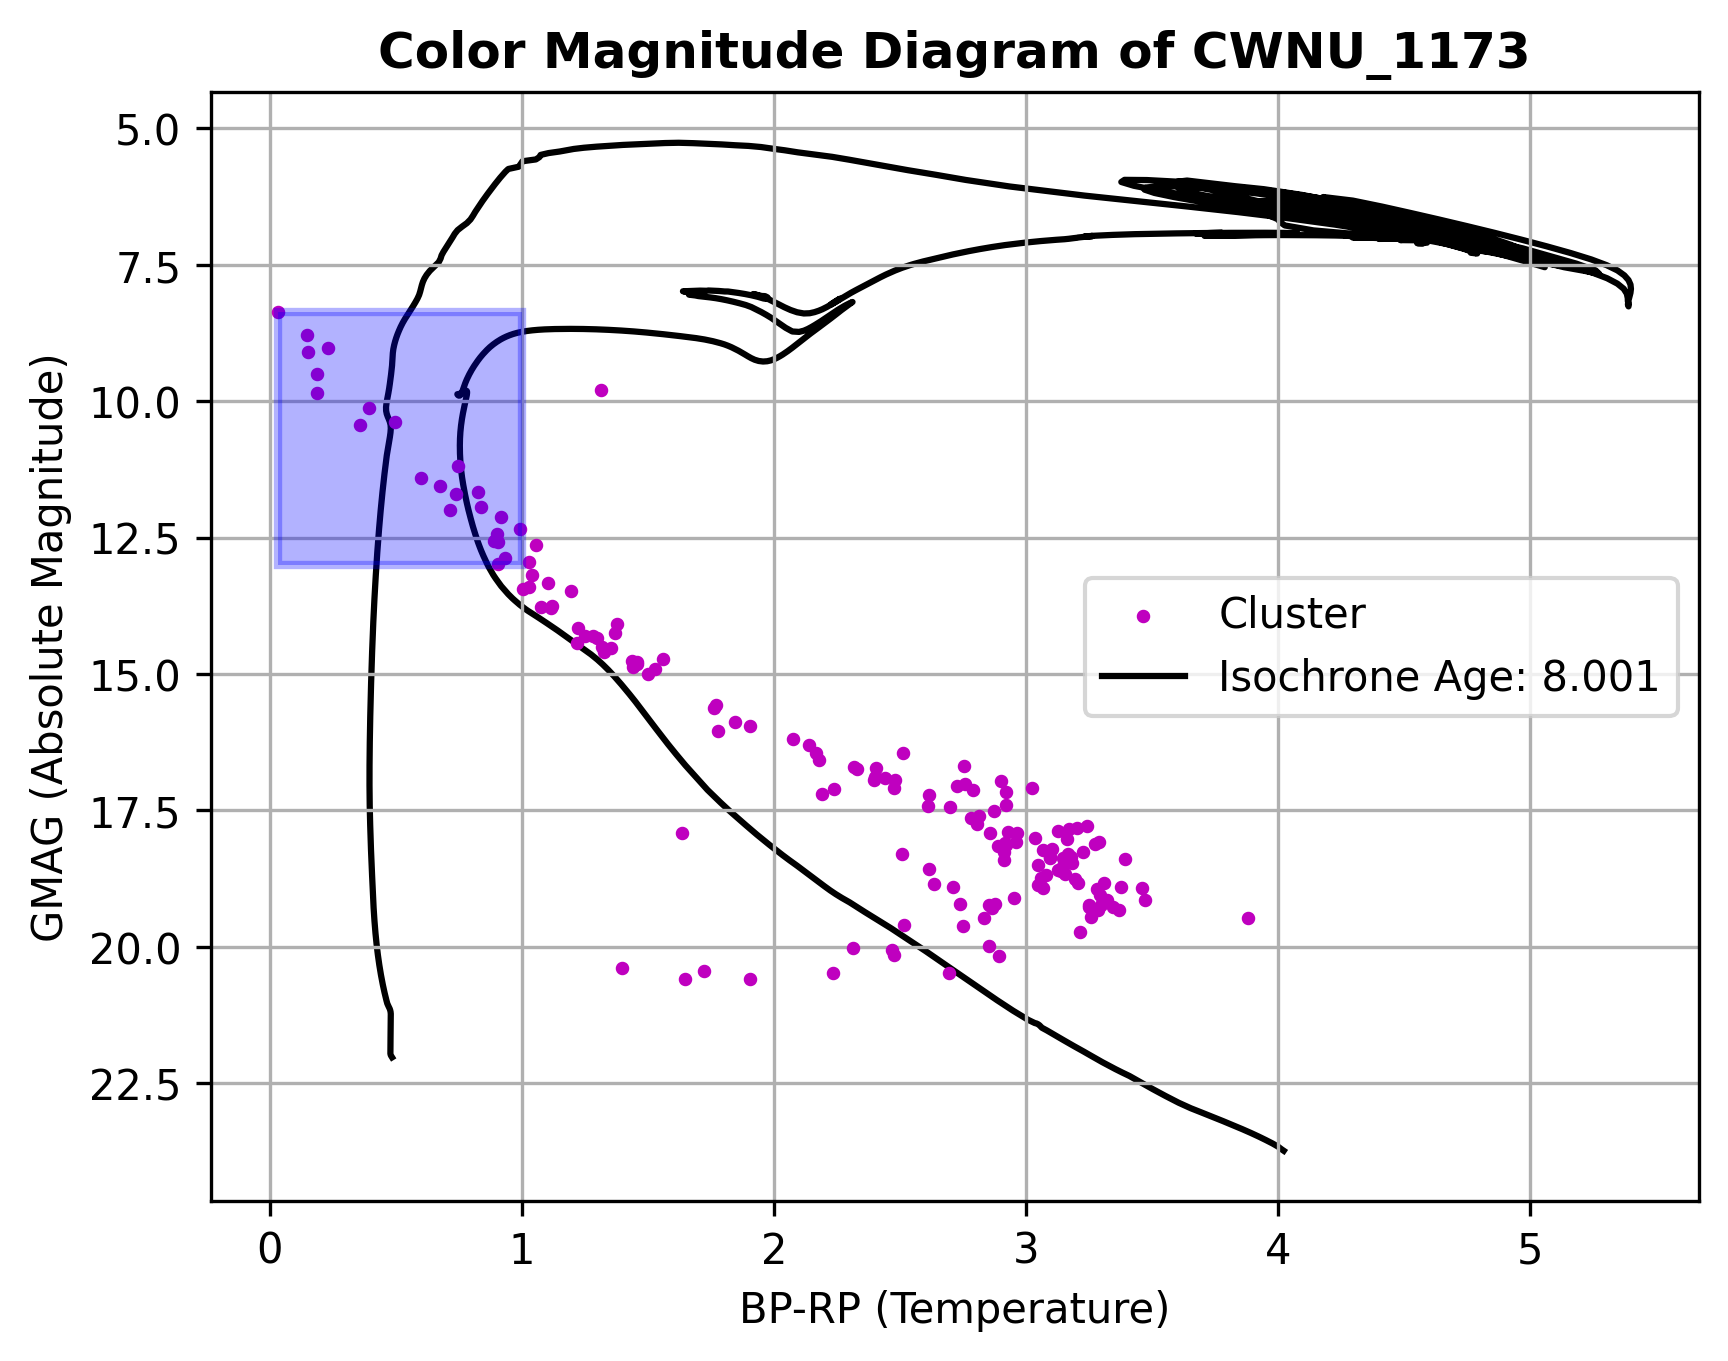 Color Magnitude Diagram of CWNU_1173
GMAG (Absolute Magnitude)
5.0
7.5
10.0
12.5
15.0
17.5
20.0
22.5
Cluster
Isochrone Age: 8.001
0 1 2 3 4 5
BP-RP (Temperature)